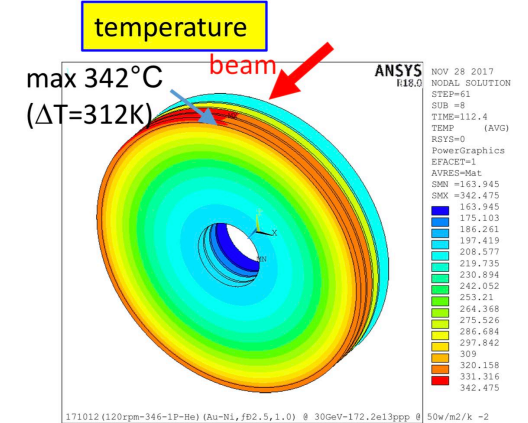 temperature
beam
max 342°C
(ΔT=312K)
ANSYS
R18.0
NOV 28 2017
NODAL SOLUTION
STEP=61
SUB =8
TIME=112.4
TEMP (AVG)
RSYS=0
PowerGraphics
EFACET=1
AVRES=Mat
SMN =163.945
SMX =342.475
163.945
175.103
186.261
197.419
208.577
219.735
230.894
242.052
253.21
264.368
275.526
286.684
297.842
309
320.158
331.316
342.475
X
MN
171012(120rpm-346-1P-He)(Au-Ni,fÐ2.5,1.0) @ 30GeV-172.2e13ppp @ 50w/m2/k -2